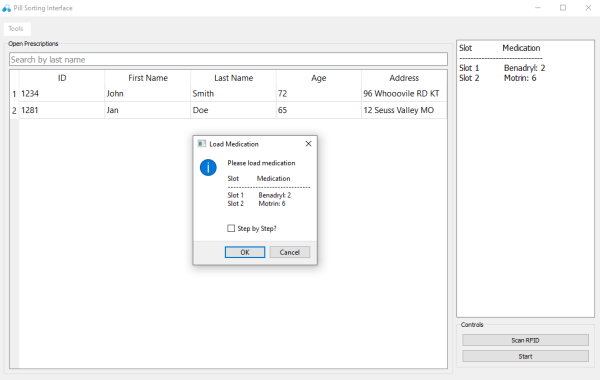 Pill Sorting Interface
Tools
Open Prescriptions
Search by last name
ID First Name Last Name Age Address
1 1234 John Smith 72 96 Whooovile RD KT
2 1281 Jan Doe 65 12 Seuss Valley MO
Load Medication
Please load medication
Slot Medication
--------------------------------
Slot 1 Benadryl: 2
Slot 2 Motrin: 6
Step by Step?
OK Cancel
Slot Medication
--------------------------------
Slot 1 Benadryl: 2
Slot 2 Motrin: 6
Controls
Scan RFID
Start